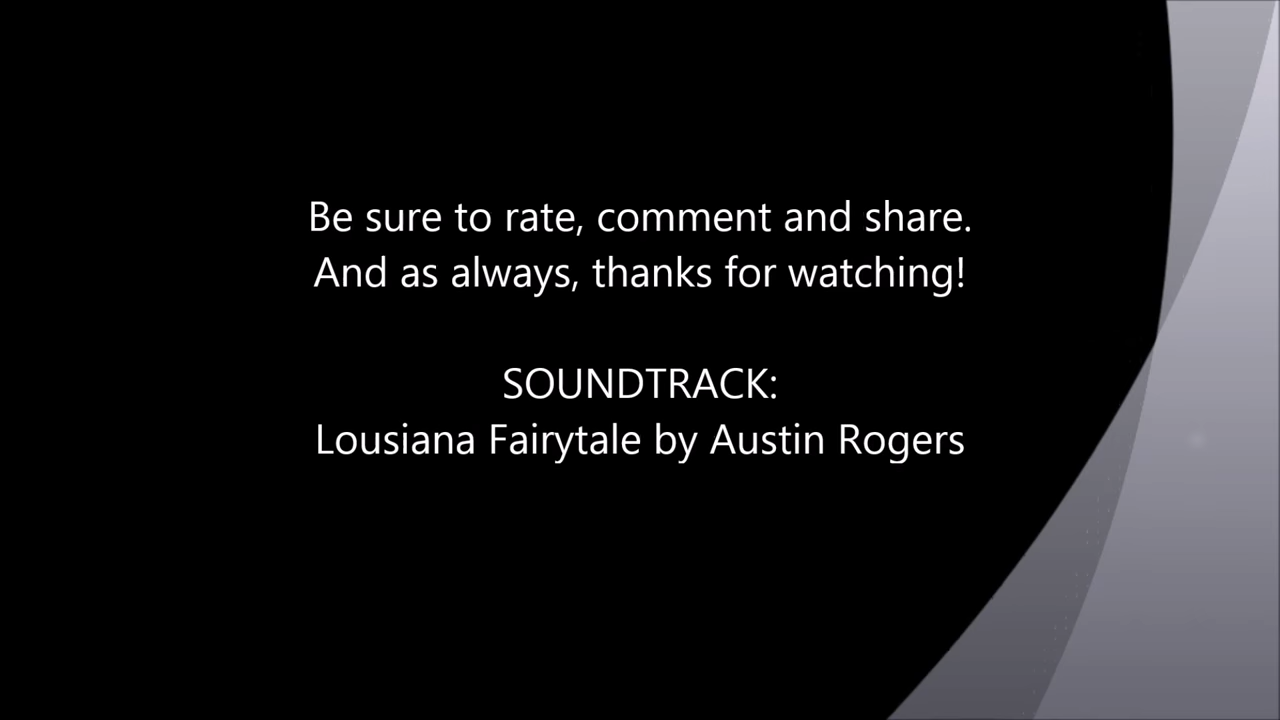 Be sure to rate, comment and share.
And as always, thanks for watching!
SOUNDTRACK:
Lousiana Fairytale by Austin Rogers